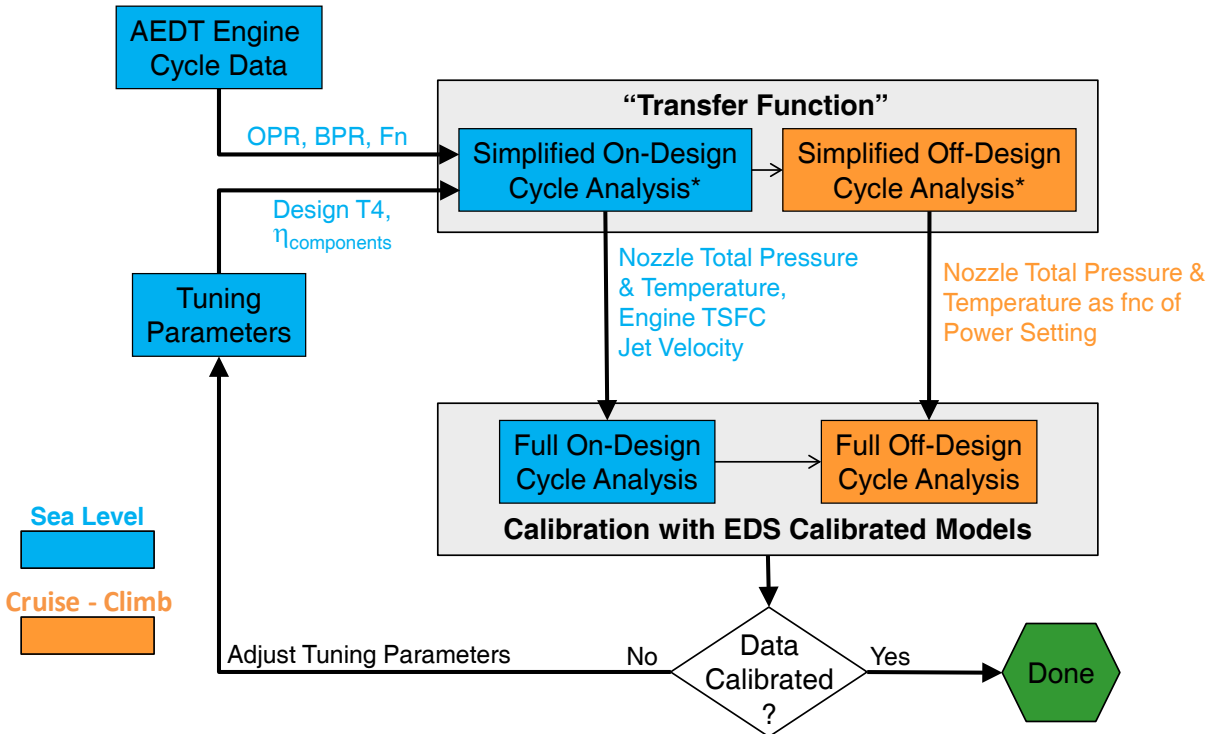 AEDT Engine
Cycle Data
“Transfer Function”
OPR, BPR, Fn
Simplified On-Design
Cycle Analysis*
Simplified Off-Design
Cycle Analysis*
Design T4,
ηcomponents
Nozzle Total Pressure
& Temperature,
Engine TSFC
Jet Velocity
Nozzle Total Pressure &
Temperature as fnc of
Power Setting
Tuning
Parameters
Full On-Design
Cycle Analysis
Full Off-Design
Cycle Analysis
Calibration with EDS Calibrated Models
Sea Level
Cruise - Climb
Adjust Tuning Parameters
No
Data
Calibrated
?
Yes
Done